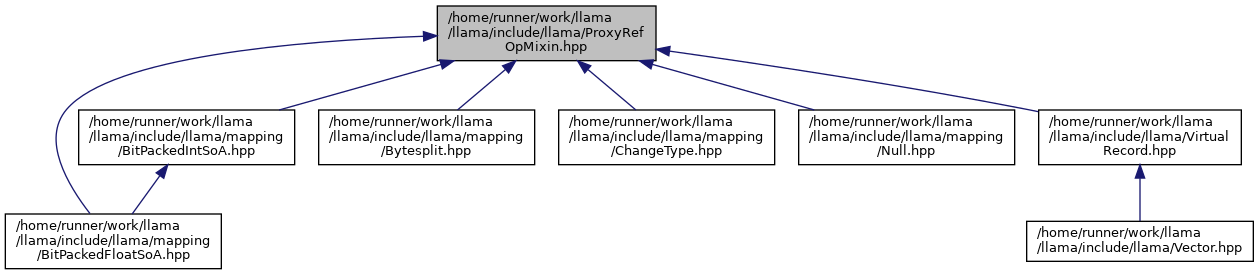 /home/runner/work/llama
/llama/include/llama/ProxyRef
OpMixin.hpp
/home/runner/work/llama
/llama/include/llama/mapping
/BitPackedIntSoA.hpp
/home/runner/work/llama
/llama/include/llama/mapping
/Bytesplit.hpp
/home/runner/work/llama
/llama/include/llama/mapping
/ChangeType.hpp
/home/runner/work/llama
/llama/include/llama/mapping
/Null.hpp
/home/runner/work/llama
/llama/include/llama/Virtual
Record.hpp
/home/runner/work/llama
/llama/include/llama/mapping
/BitPackedFloatSoA.hpp
/home/runner/work/llama
/llama/include/llama/Vector.hpp